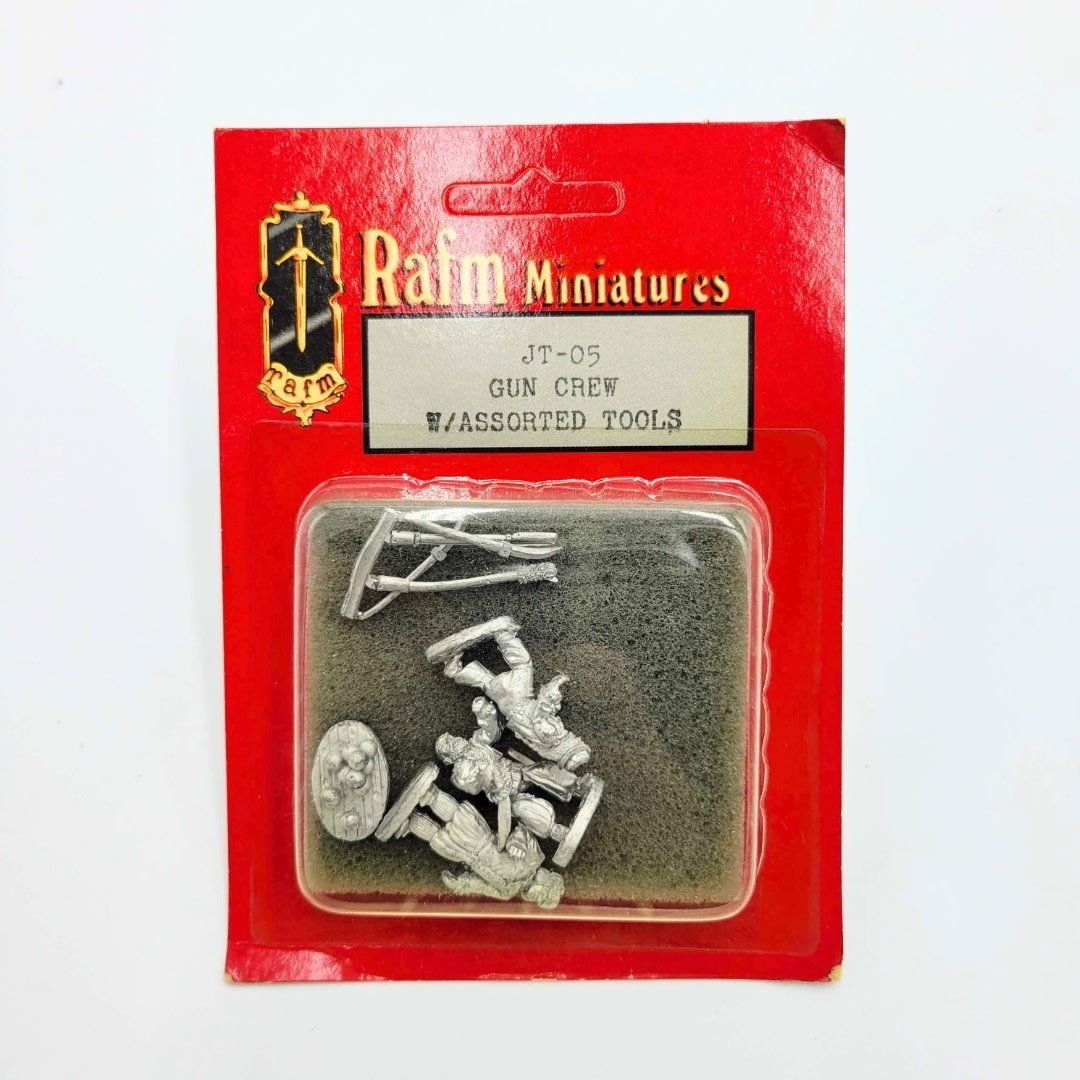 Rafm Miniatures
rafm
JT-05
GUN CREW
W/ASSORTED TOOLS